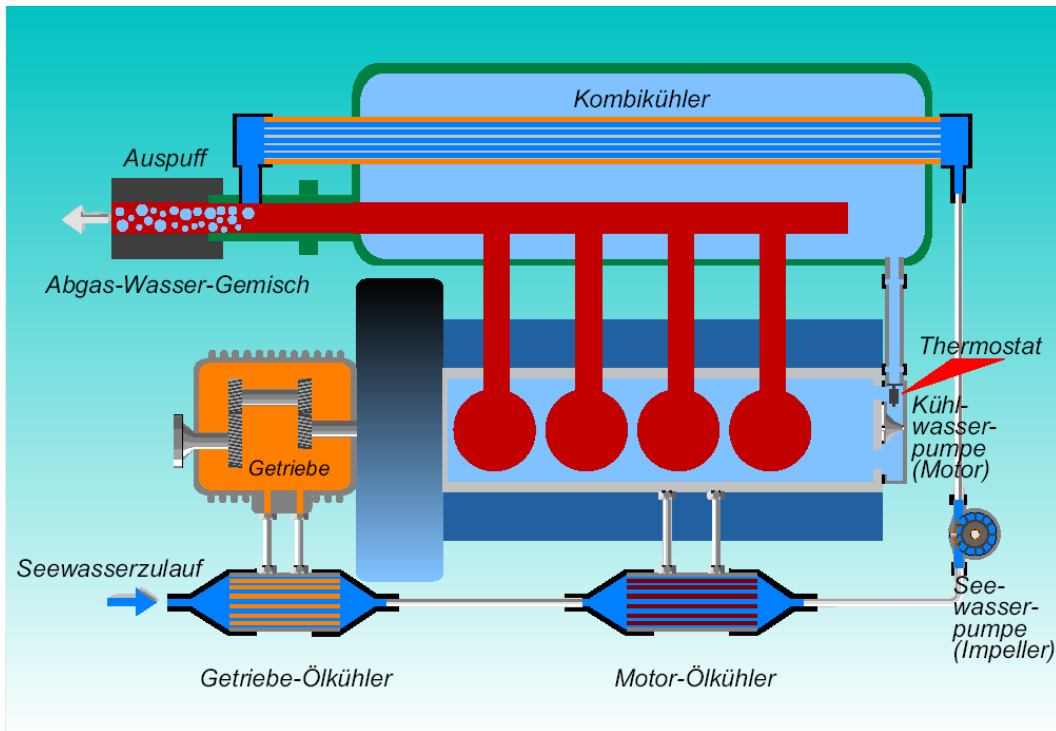 Kombikühler
Auspuff
Abgas-Wasser-Gemisch
Thermostat
Kühl-
wasser-
pumpe
(Motor)
Getriebe
Seewasserzulauf
See-
wasser-
pumpe
(Impeller)
Getriebe-Ölkühler
Motor-Ölkühler